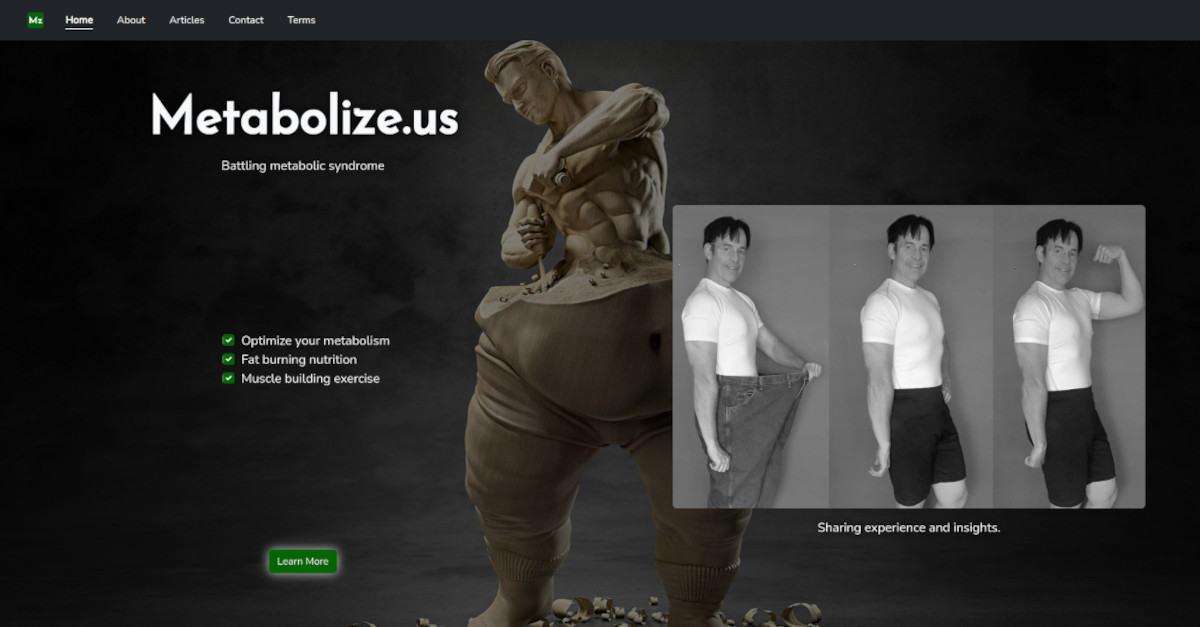 Mz
Home
About
Articles
Contact
Terms
Metabolize.us
Battling metabolic syndrome
Optimize your metabolism
Fat burning nutrition
Muscle building exercise
Sharing experience and insights.
Learn More